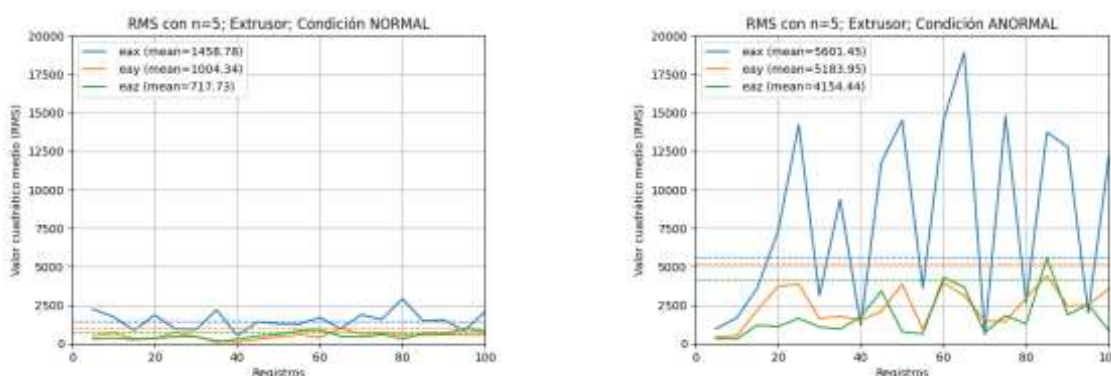 RMS con n=5; Extrusor; Condición NORMAL
20000
17500
15000
12500
10000
7500
5000
2500
0
Valor cuadrático medio (RMS)
eax (mean=1458.78)
eay (mean=1004.34)
eaz (mean=717.73)
0 20 40 60 80 100
Registros
RMS con n=5; Extrusor; Condición ANORMAL
20000
17500
15000
12500
10000
7500
5000
2500
0
Valor cuadrático medio (RMS)
eax (mean=5601.45)
eay (mean=5183.95)
eaz (mean=4154.44)
0 20 40 60 80 100
Registros